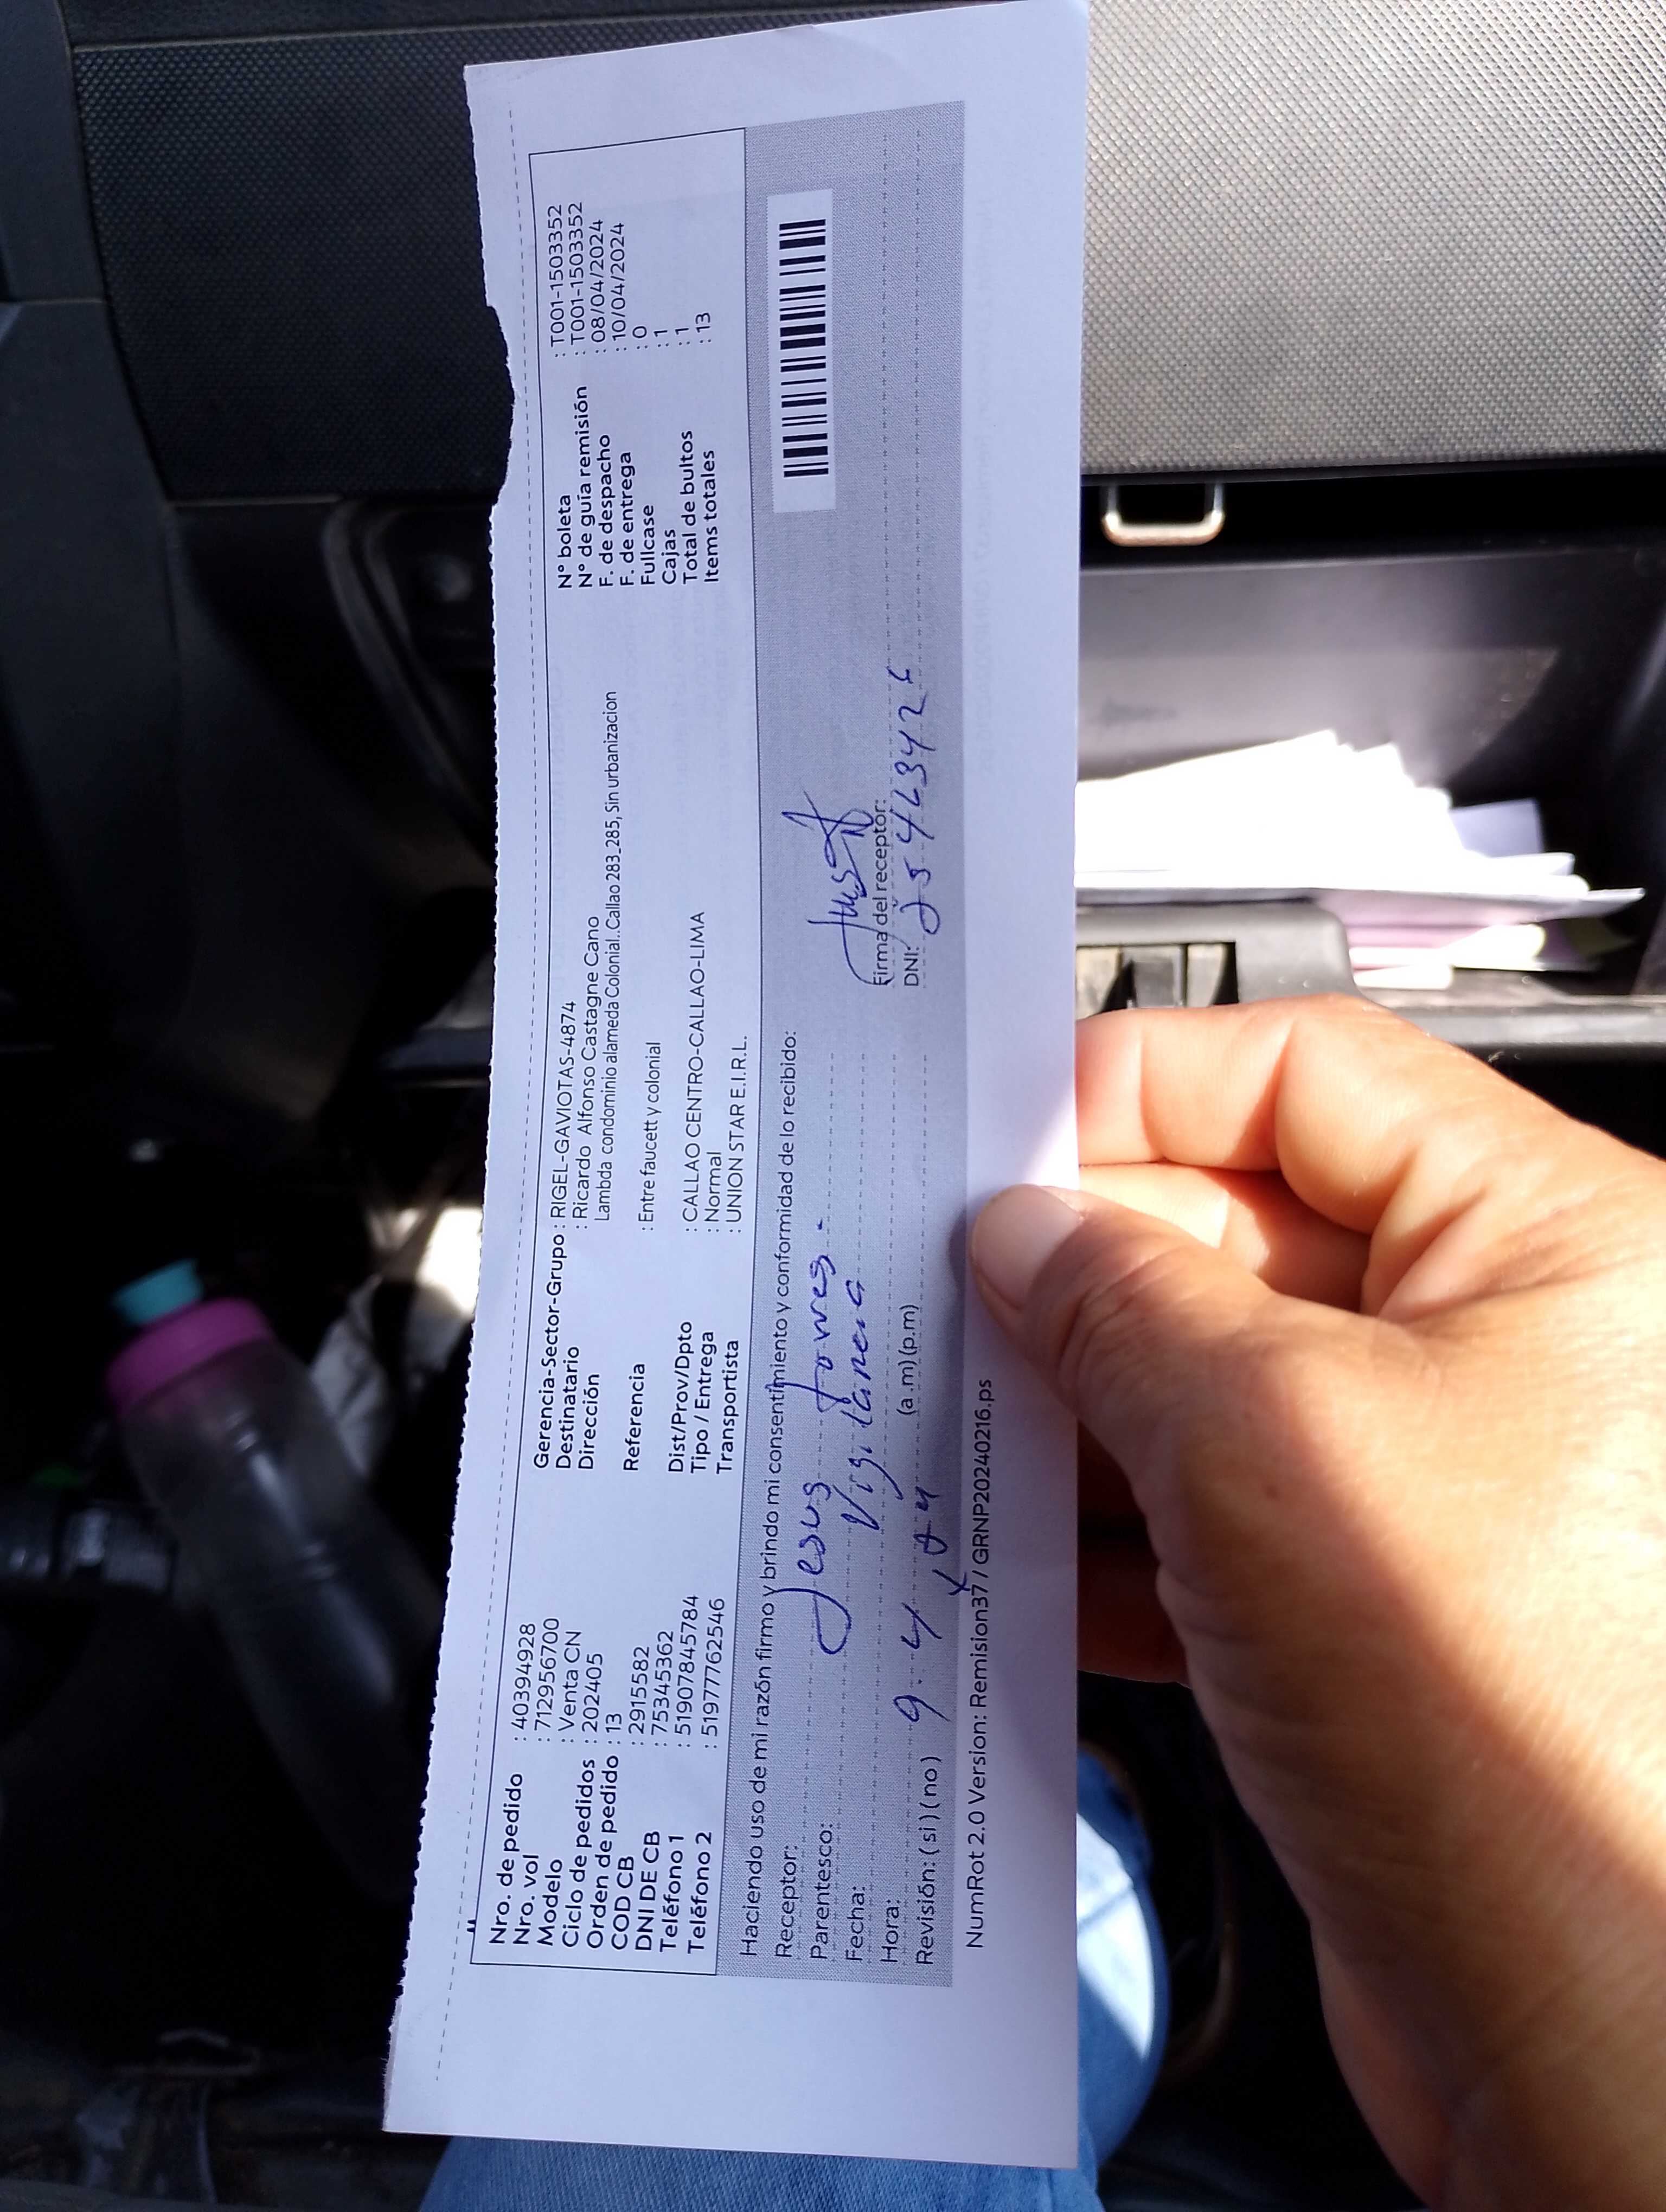 Nro. de pedido : 40394928
Nro. vol : 712956700
Modelo : Venta CN
Ciclo de pedidos : 202405
Orden de pedido : 13
COD CB : 2915582
DNI DE CB : 75345362
Teléfono 1 : 51907845784
Teléfono 2 : 51977762546
Gerencia-Sector-Grupo : RIGEL-GAVIOTAS-4874
Destinatario : Ricardo Alfonso Castagne Cano
Dirección Lambda condominio alameda Colonial..Callao 283_285, Sin urbanizacion
Referencia : Entre faucett y colonial
Dist/Prov/Dpto : CALLAO CENTRO-CALLAO-LIMA
Tipo / Entrega : Normal
Transportista : UNION STAR E.I.R.L.
N° boleta : T001-1503352
N° de guía remisión : T001-1503352
F. de despacho : 08/04/2024
F. de entrega : 10/04/2024
Fullcase : 0
Cajas : 1
Total de bultos : 1
Items totales : 13
Haciendo uso de mi razón firmo y brindo mi consentimiento y conformidad de lo recibido:
Receptor: Jesus Torres.
Parentesco: Vigilancia
Fecha:
Hora: 9.4 (a.m)(p.m)
Revisión: ( si ) ( no )
Firma del receptor:
DNI:
NumRot 2.0 Version: Remision37 / GRNP20240216.ps